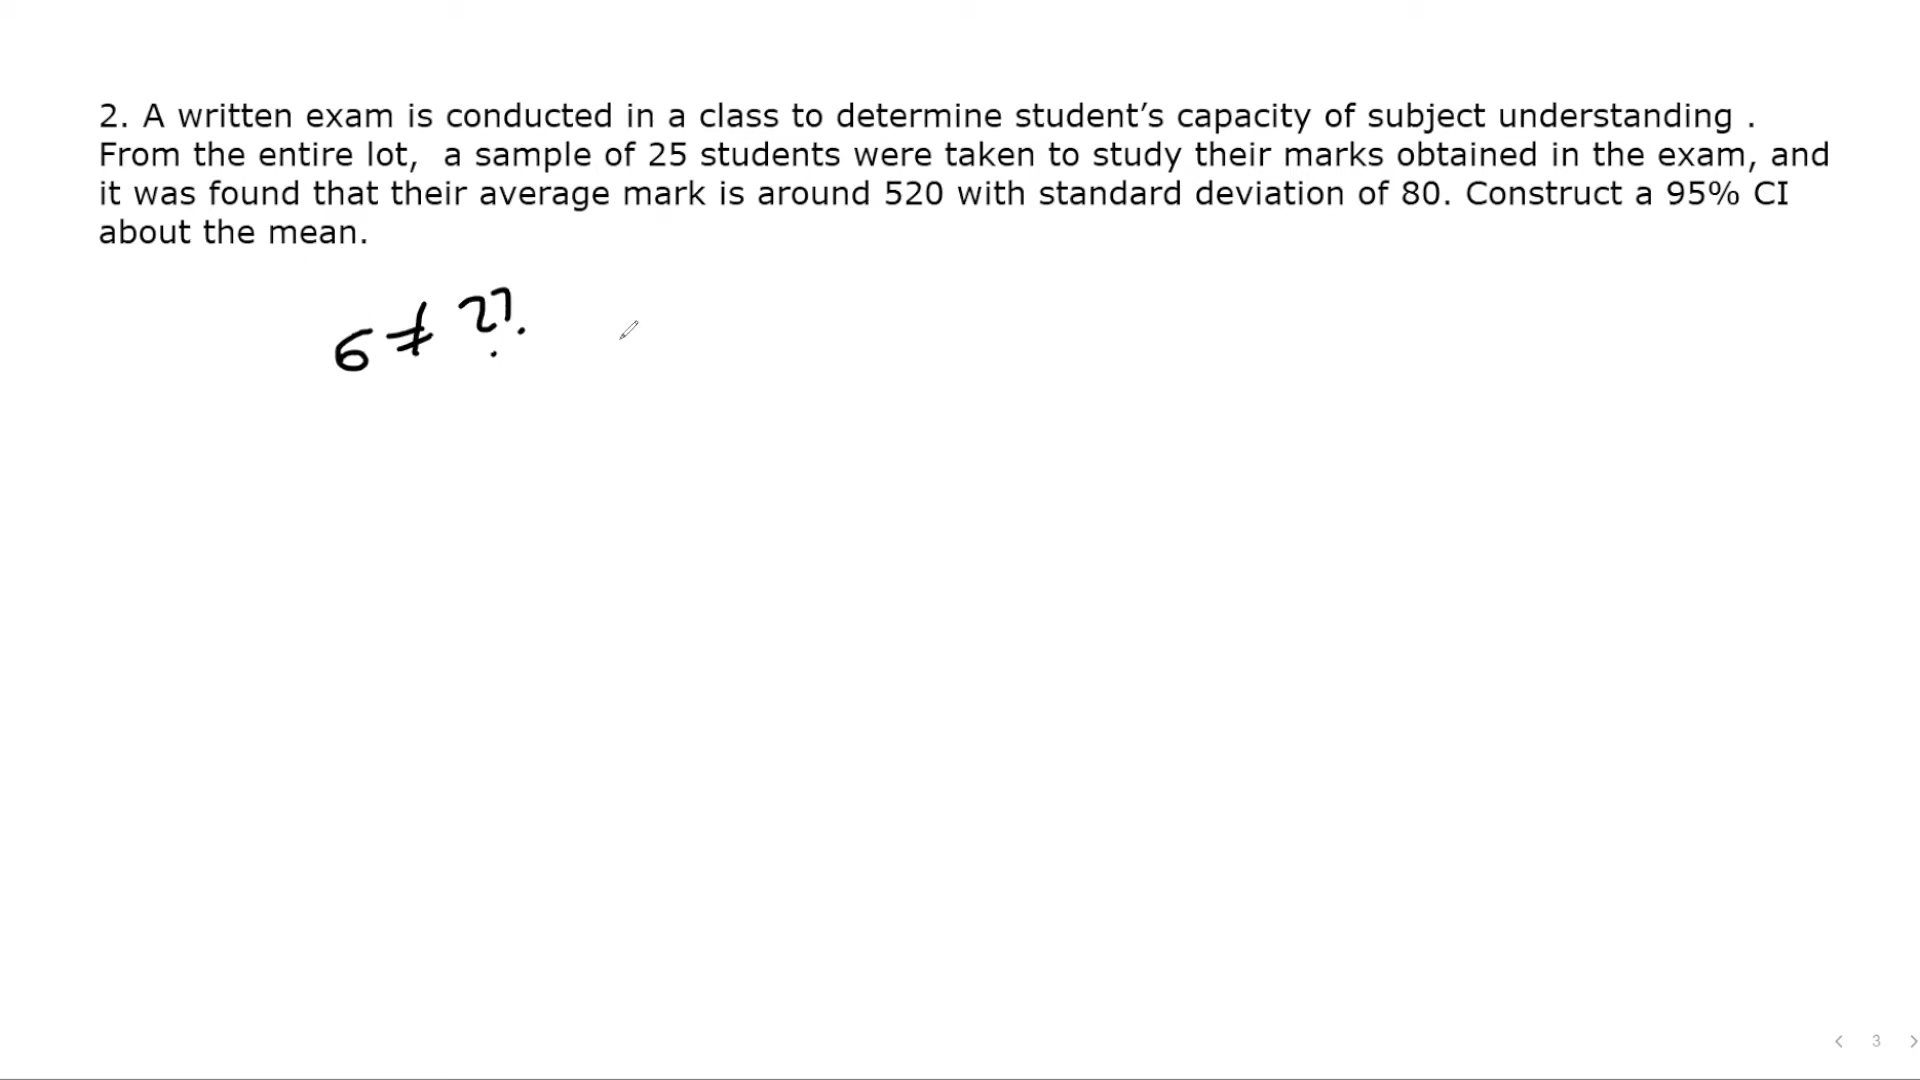 2. A written exam is conducted in a class to determine student’s capacity of subject understanding .
From the entire lot,  a sample of 25 students were taken to study their marks obtained in the exam, and
it was found that their average mark is around 520 with standard deviation of 80. Construct a 95% CI
about the mean.
6 ≠ ??
3